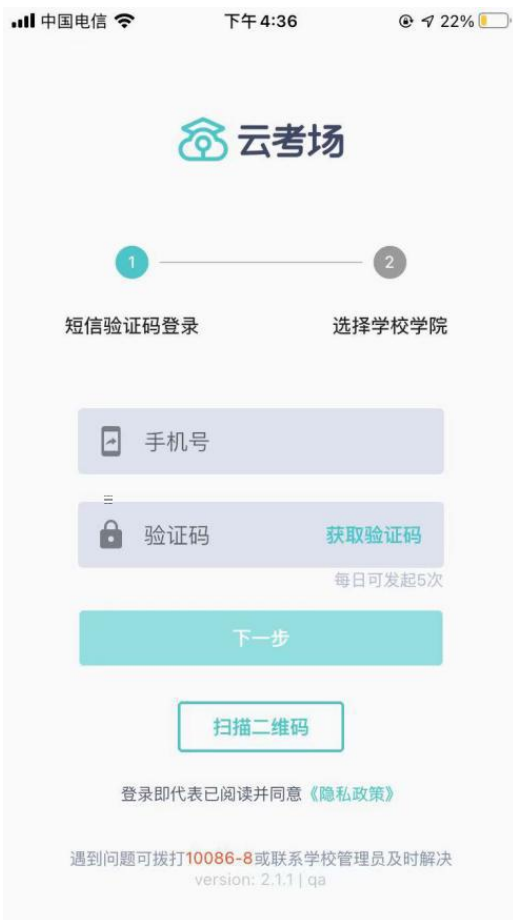 中国电信 下午4:36 22%
云考场
1 2
短信验证码登录 选择学校学院
手机号
验证码 获取验证码
每日可发起5次
下一步
扫描二维码
登录即代表已阅读并同意《隐私政策》
遇到问题可拨打10086-8或联系学校管理员及时解决
version: 2.1.1 | qa